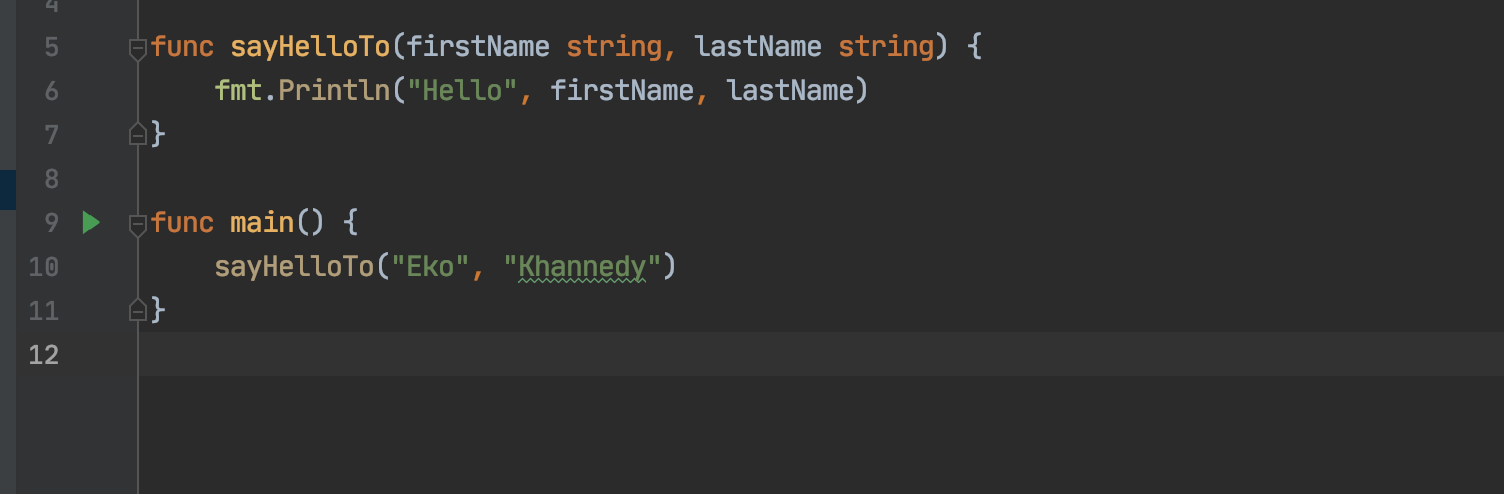 4
5 func sayHelloTo(firstName string, lastName string) {
6     fmt.Println("Hello", firstName, lastName)
7 }
8
9 func main() {
10     sayHelloTo("Eko", "Khannedy")
11 }
12